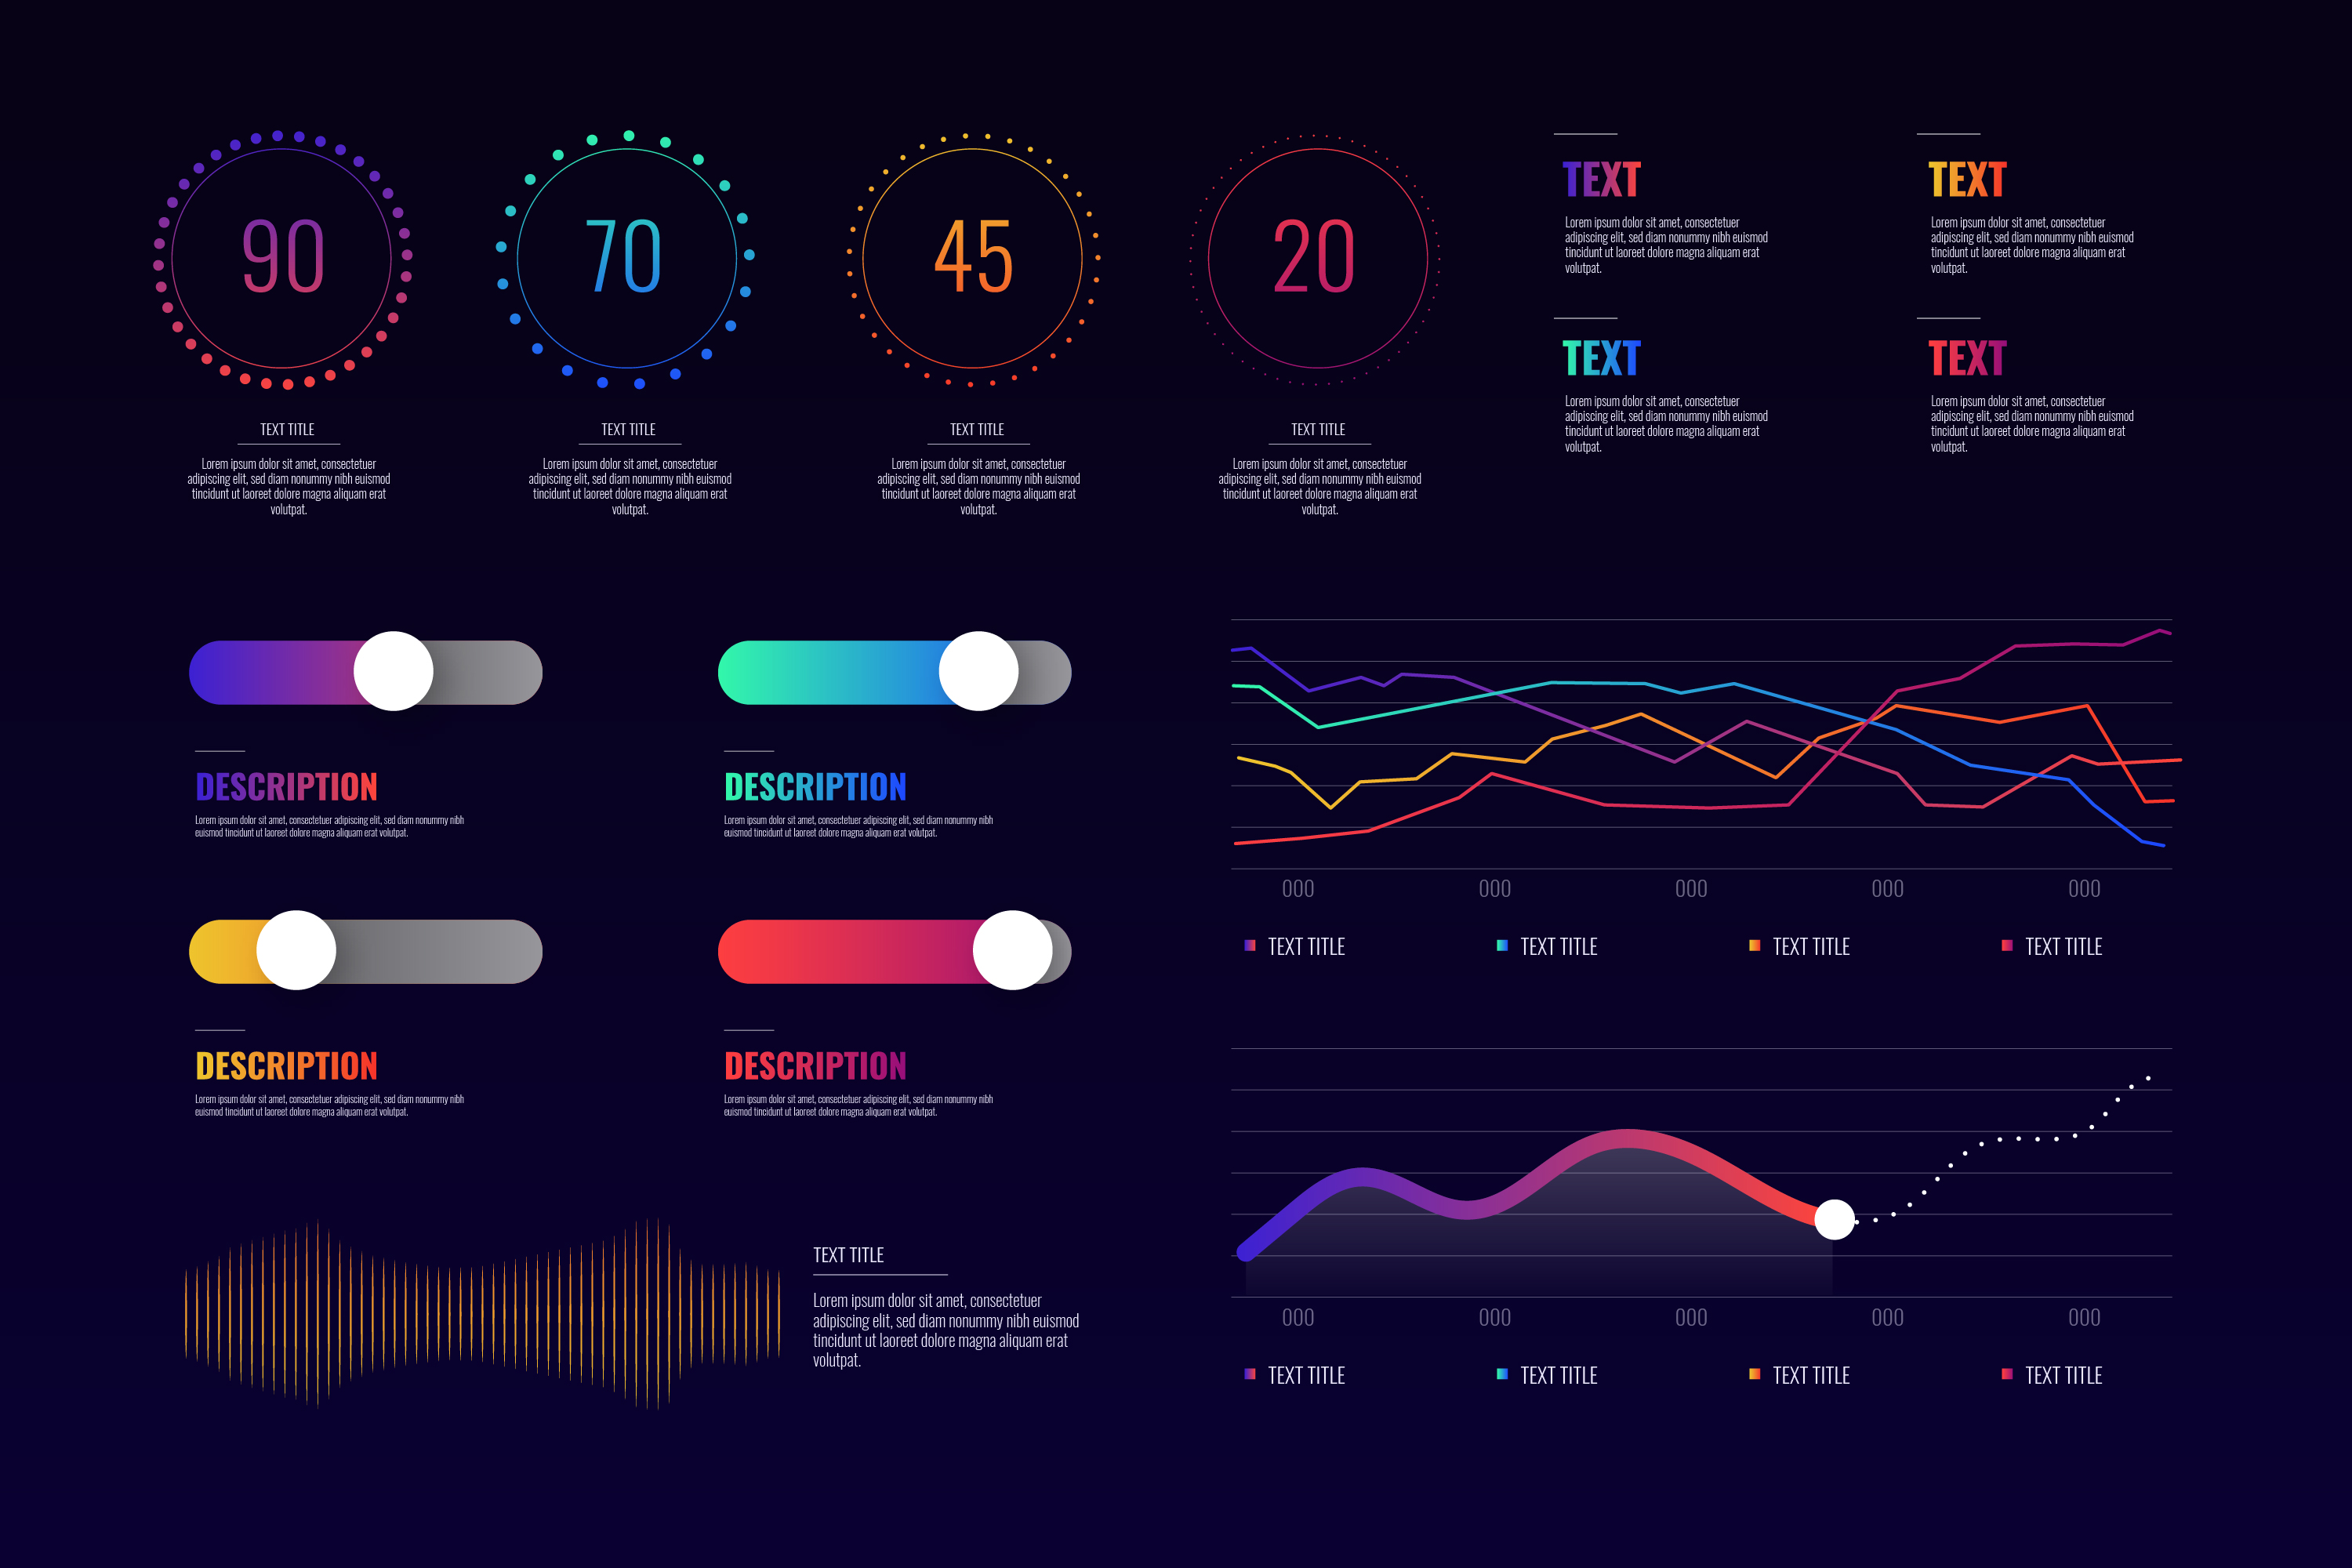 90
70
45
20
TEXT TITLE
Lorem ipsum dolor sit amet, consectetuer
adipiscing elit, sed diam nonummy nibh euismod
tincidunt ut laoreet dolore magna aliquam erat
volutpat.
TEXT TITLE
Lorem ipsum dolor sit amet, consectetuer
adipiscing elit, sed diam nonummy nibh euismod
tincidunt ut laoreet dolore magna aliquam erat
volutpat.
TEXT TITLE
Lorem ipsum dolor sit amet, consectetuer
adipiscing elit, sed diam nonummy nibh euismod
tincidunt ut laoreet dolore magna aliquam erat
volutpat.
TEXT TITLE
Lorem ipsum dolor sit amet, consectetuer
adipiscing elit, sed diam nonummy nibh euismod
tincidunt ut laoreet dolore magna aliquam erat
volutpat.
TEXT
Lorem ipsum dolor sit amet, consectetuer
adipiscing elit, sed diam nonummy nibh euismod
tincidunt ut laoreet dolore magna aliquam erat
volutpat.
TEXT
Lorem ipsum dolor sit amet, consectetuer
adipiscing elit, sed diam nonummy nibh euismod
tincidunt ut laoreet dolore magna aliquam erat
volutpat.
TEXT
Lorem ipsum dolor sit amet, consectetuer
adipiscing elit, sed diam nonummy nibh euismod
tincidunt ut laoreet dolore magna aliquam erat
volutpat.
TEXT
Lorem ipsum dolor sit amet, consectetuer
adipiscing elit, sed diam nonummy nibh euismod
tincidunt ut laoreet dolore magna aliquam erat
volutpat.
DESCRIPTION
Lorem ipsum dolor sit amet, consectetuer adipiscing elit, sed diam nonummy nibh
euismod tincidunt ut laoreet dolore magna aliquam erat volutpat.
DESCRIPTION
Lorem ipsum dolor sit amet, consectetuer adipiscing elit, sed diam nonummy nibh
euismod tincidunt ut laoreet dolore magna aliquam erat volutpat.
DESCRIPTION
Lorem ipsum dolor sit amet, consectetuer adipiscing elit, sed diam nonummy nibh
euismod tincidunt ut laoreet dolore magna aliquam erat volutpat.
DESCRIPTION
Lorem ipsum dolor sit amet, consectetuer adipiscing elit, sed diam nonummy nibh
euismod tincidunt ut laoreet dolore magna aliquam erat volutpat.
000 000 000 000 000
TEXT TITLE TEXT TITLE TEXT TITLE TEXT TITLE
TEXT TITLE
Lorem ipsum dolor sit amet, consectetuer
adipiscing elit, sed diam nonummy nibh euismod
tincidunt ut laoreet dolore magna aliquam erat
volutpat.
000 000 000 000 000
TEXT TITLE TEXT TITLE TEXT TITLE TEXT TITLE